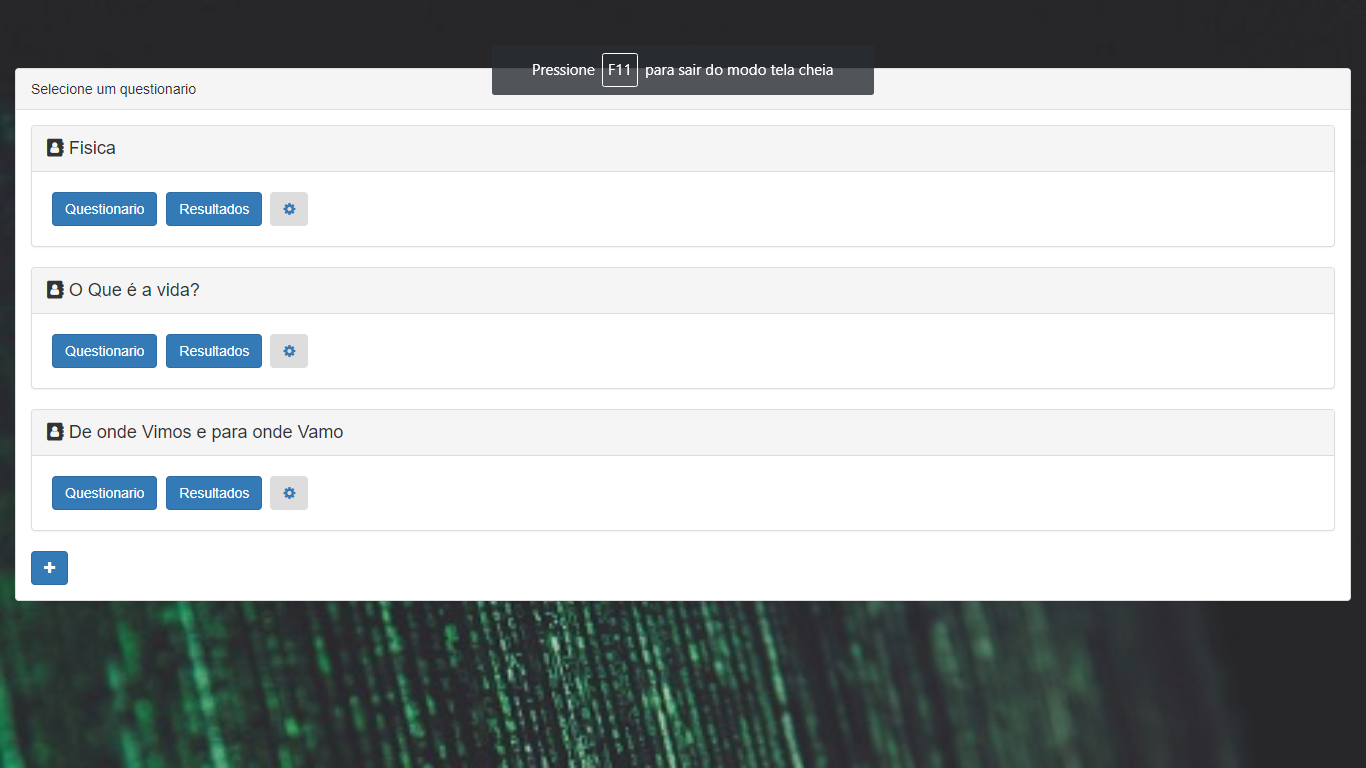 Pressione F11 para sair do modo tela cheia
Selecione um questionario
Fisica
Questionario Resultados
O Que é a vida?
Questionario Resultados
De onde Vimos e para onde Vamo
Questionario Resultados